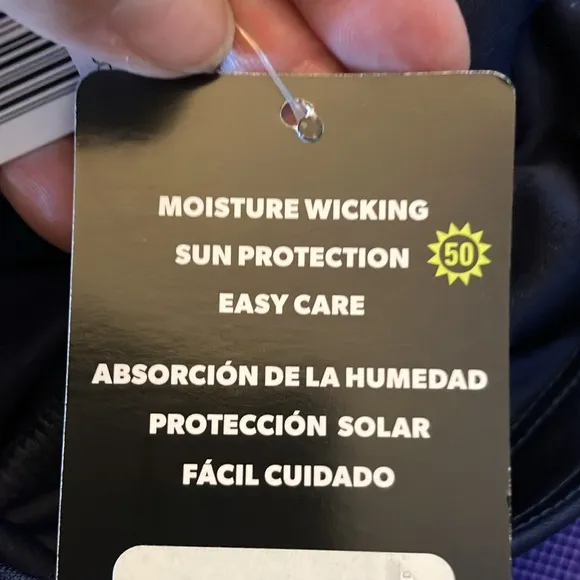 MOISTURE WICKING
SUN PROTECTION 50
EASY CARE
ABSORCIÓN DE LA HUMEDAD
PROTECCIÓN SOLAR
FÁCIL CUIDADO